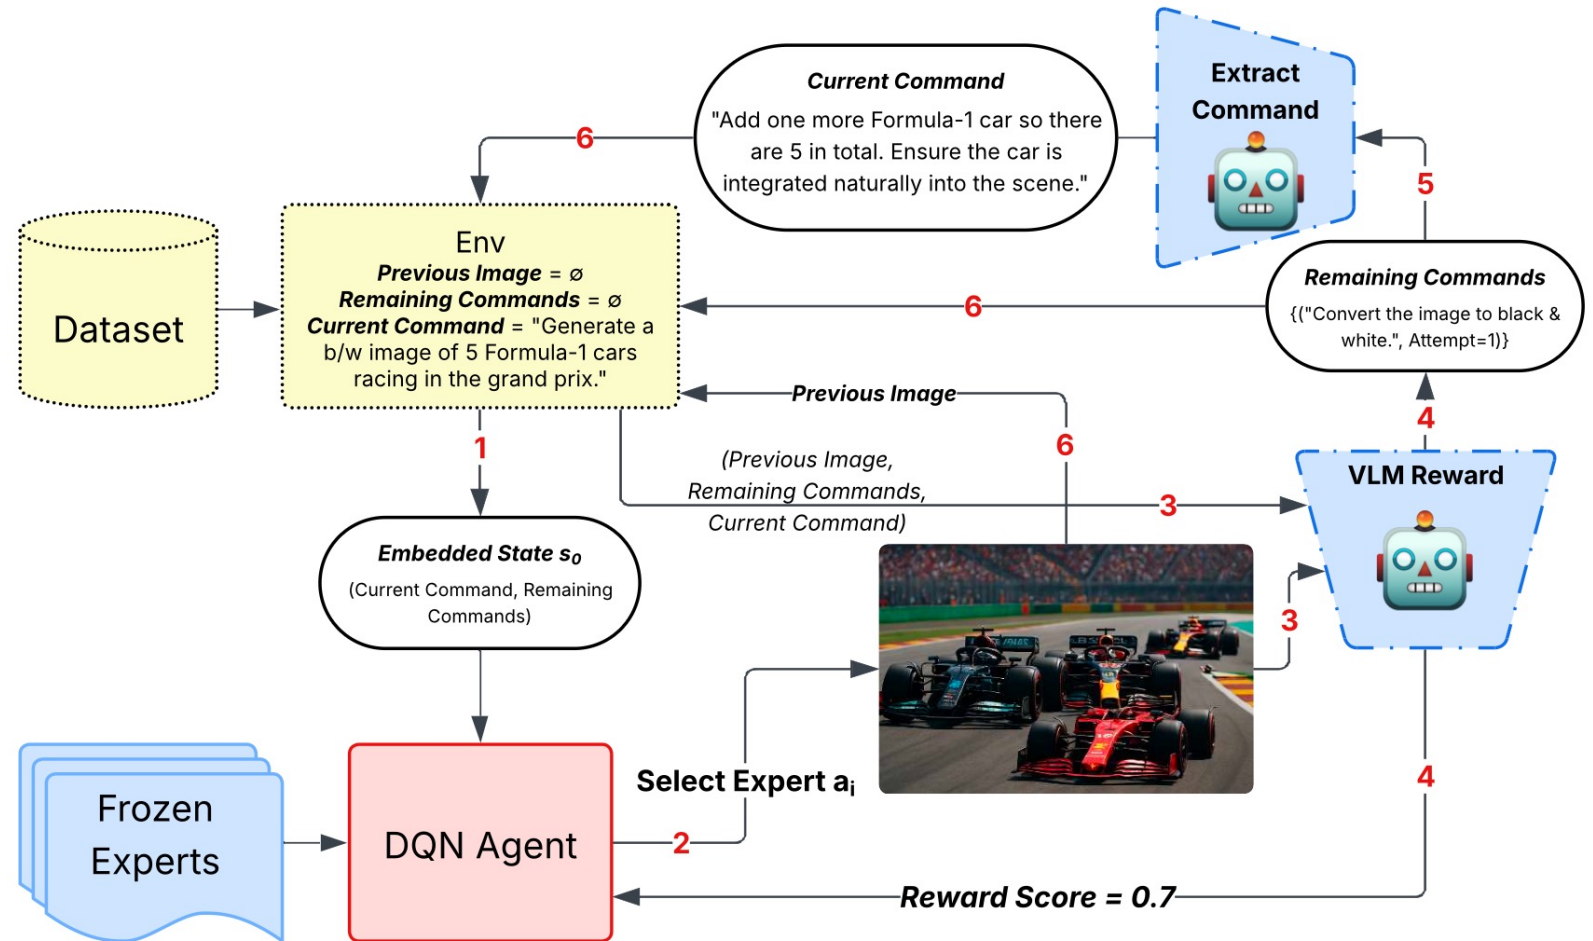 Extract
Command
Current Command
"Add one more Formula-1 car so there
are 5 in total. Ensure the car is
integrated naturally into the scene."
6
5
Env
Previous Image = ∅
Remaining Commands = ∅
Current Command = "Generate a
b/w image of 5 Formula-1 cars
racing in the grand prix."
Dataset
Remaining Commands
{("Convert the image to black &
white.", Attempt=1)}
6
Previous Image
6
4
1
(Previous Image,
Remaining Commands,
Current Command)
3
VLM Reward
Embedded State s₀
(Current Command, Remaining
Commands)
3
Select Expert aᵢ
2
4
Frozen
Experts
DQN Agent
Reward Score = 0.7